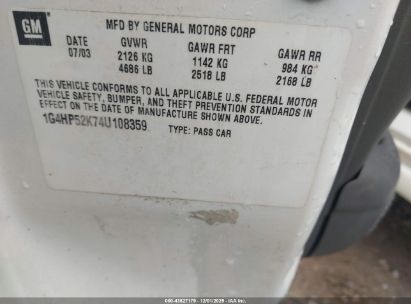 GM
MFD BY GENERAL MOTORS CORP
DATE GVWR GAWR FRT GAWR RR
07/03 2126 KG 1142 KG 984 KG
4686 LB 2518 LB 2168 LB
THIS VEHICLE CONFORMS TO ALL APPLICABLE U.S. FEDERAL MOTOR
VEHICLE SAFETY, BUMPER, AND THEFT PREVENTION STANDARDS IN
EFFECT ON THE DATE OF MANUFACTURE SHOWN ABOVE.
1G4HP52K74U108359 TYPE: PASS CAR